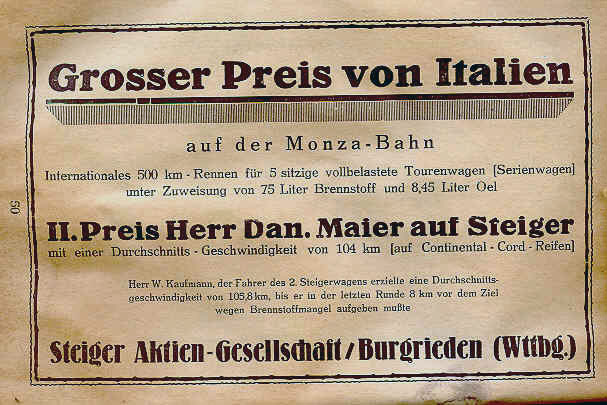 Grosser Preis von Italien
auf der Monza-Bahn
Internationales 500 km - Rennen für 5 sitzige vollbelastete Tourenwagen [Serienwagen]
unter Zuweisung von 75 Liter Brennstoff und 8,45 Liter Oel
II. Preis Herr Dan. Maier auf Steiger
mit einer Durchschnitts - Geschwindigkeit von 104 km [auf Continental - Cord - Reifen]
Herr W. Kaufmann, der Fahrer des 2. Steigerwagens erzielte eine Durchschnitts-
geschwindigkeit von 105,8 km, bis er in der letzten Runde 8 km vor dem Ziel
wegen Brennstoffmangel aufgeben mußte
Steiger Aktien-Gesellschaft / Burgrieden (Wttbg.)
50